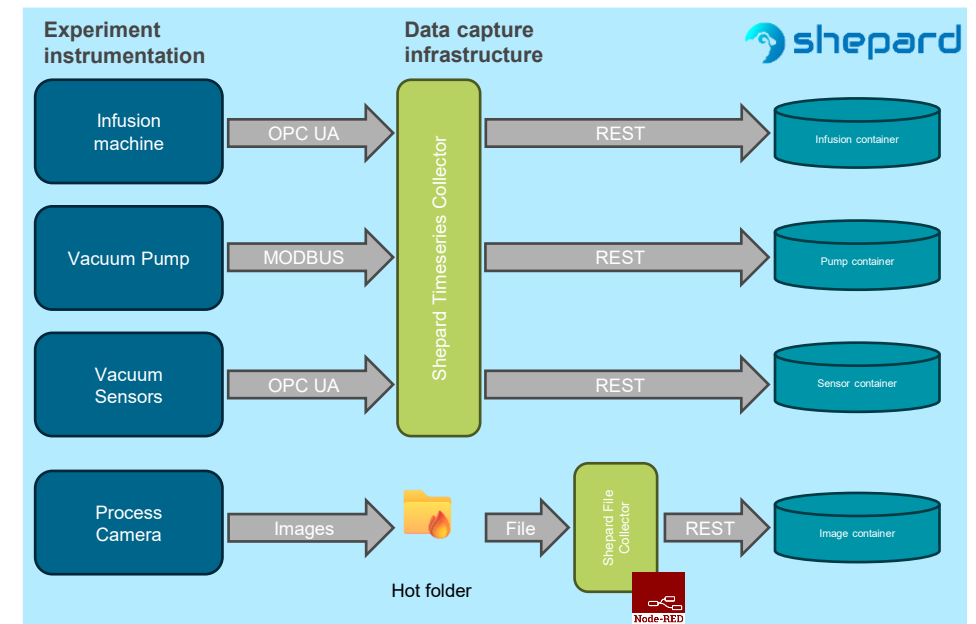 Experiment
instrumentation
Data capture
infrastructure
shepard
Infusion
machine
OPC UA
Shepard Timeseries Collector
REST
Infusion container
Vacuum Pump
MODBUS
REST
Pump container
Vacuum
Sensors
OPC UA
REST
Sensor container
Process
Camera
Images
Hot folder
File
Shepard File
Collector
Node-RED
REST
Image container